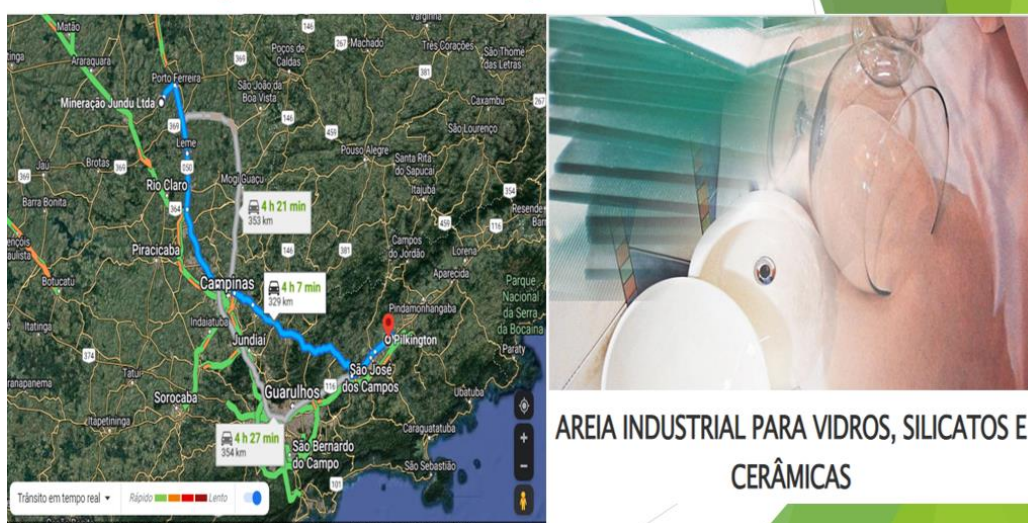 Matão
Araraquara
Porto Ferreira
Mineração Jundu Ltda
Poços de
Caldas
Machado
Varginha
Três Corações
São Thomé
das Letras
São João da
Boa Vista
Caxambu
São Lourenço
Leme
Jaú
Brotas
Rio Claro
Mogi Guaçu
Pouso Alegre
Santa Rita
do Sapucaí
Itajubá
Barra Bonita
4 h 21 min
353 km
Resende
Piracicaba
Campos
do Jordão
Lorena
Aparecida
Botucatu
Campinas
4 h 7 min
329 km
Pindamonhangaba
Parque
Nacional
da Serra
da Bocaina
Itatinga
Indaiatuba
Jundiaí
Pilkington
Paraty
Tatuí
São José
dos Campos
Sorocaba
Guarulhos
Ubatuba
Itapetininga
4 h 27 min
354 km
São Bernardo
do Campo
Caraguatatuba
São Sebastião
Trânsito em tempo real
Rápido
Lento
AREIA INDUSTRIAL PARA VIDROS, SILICATOS E
CERÂMICAS